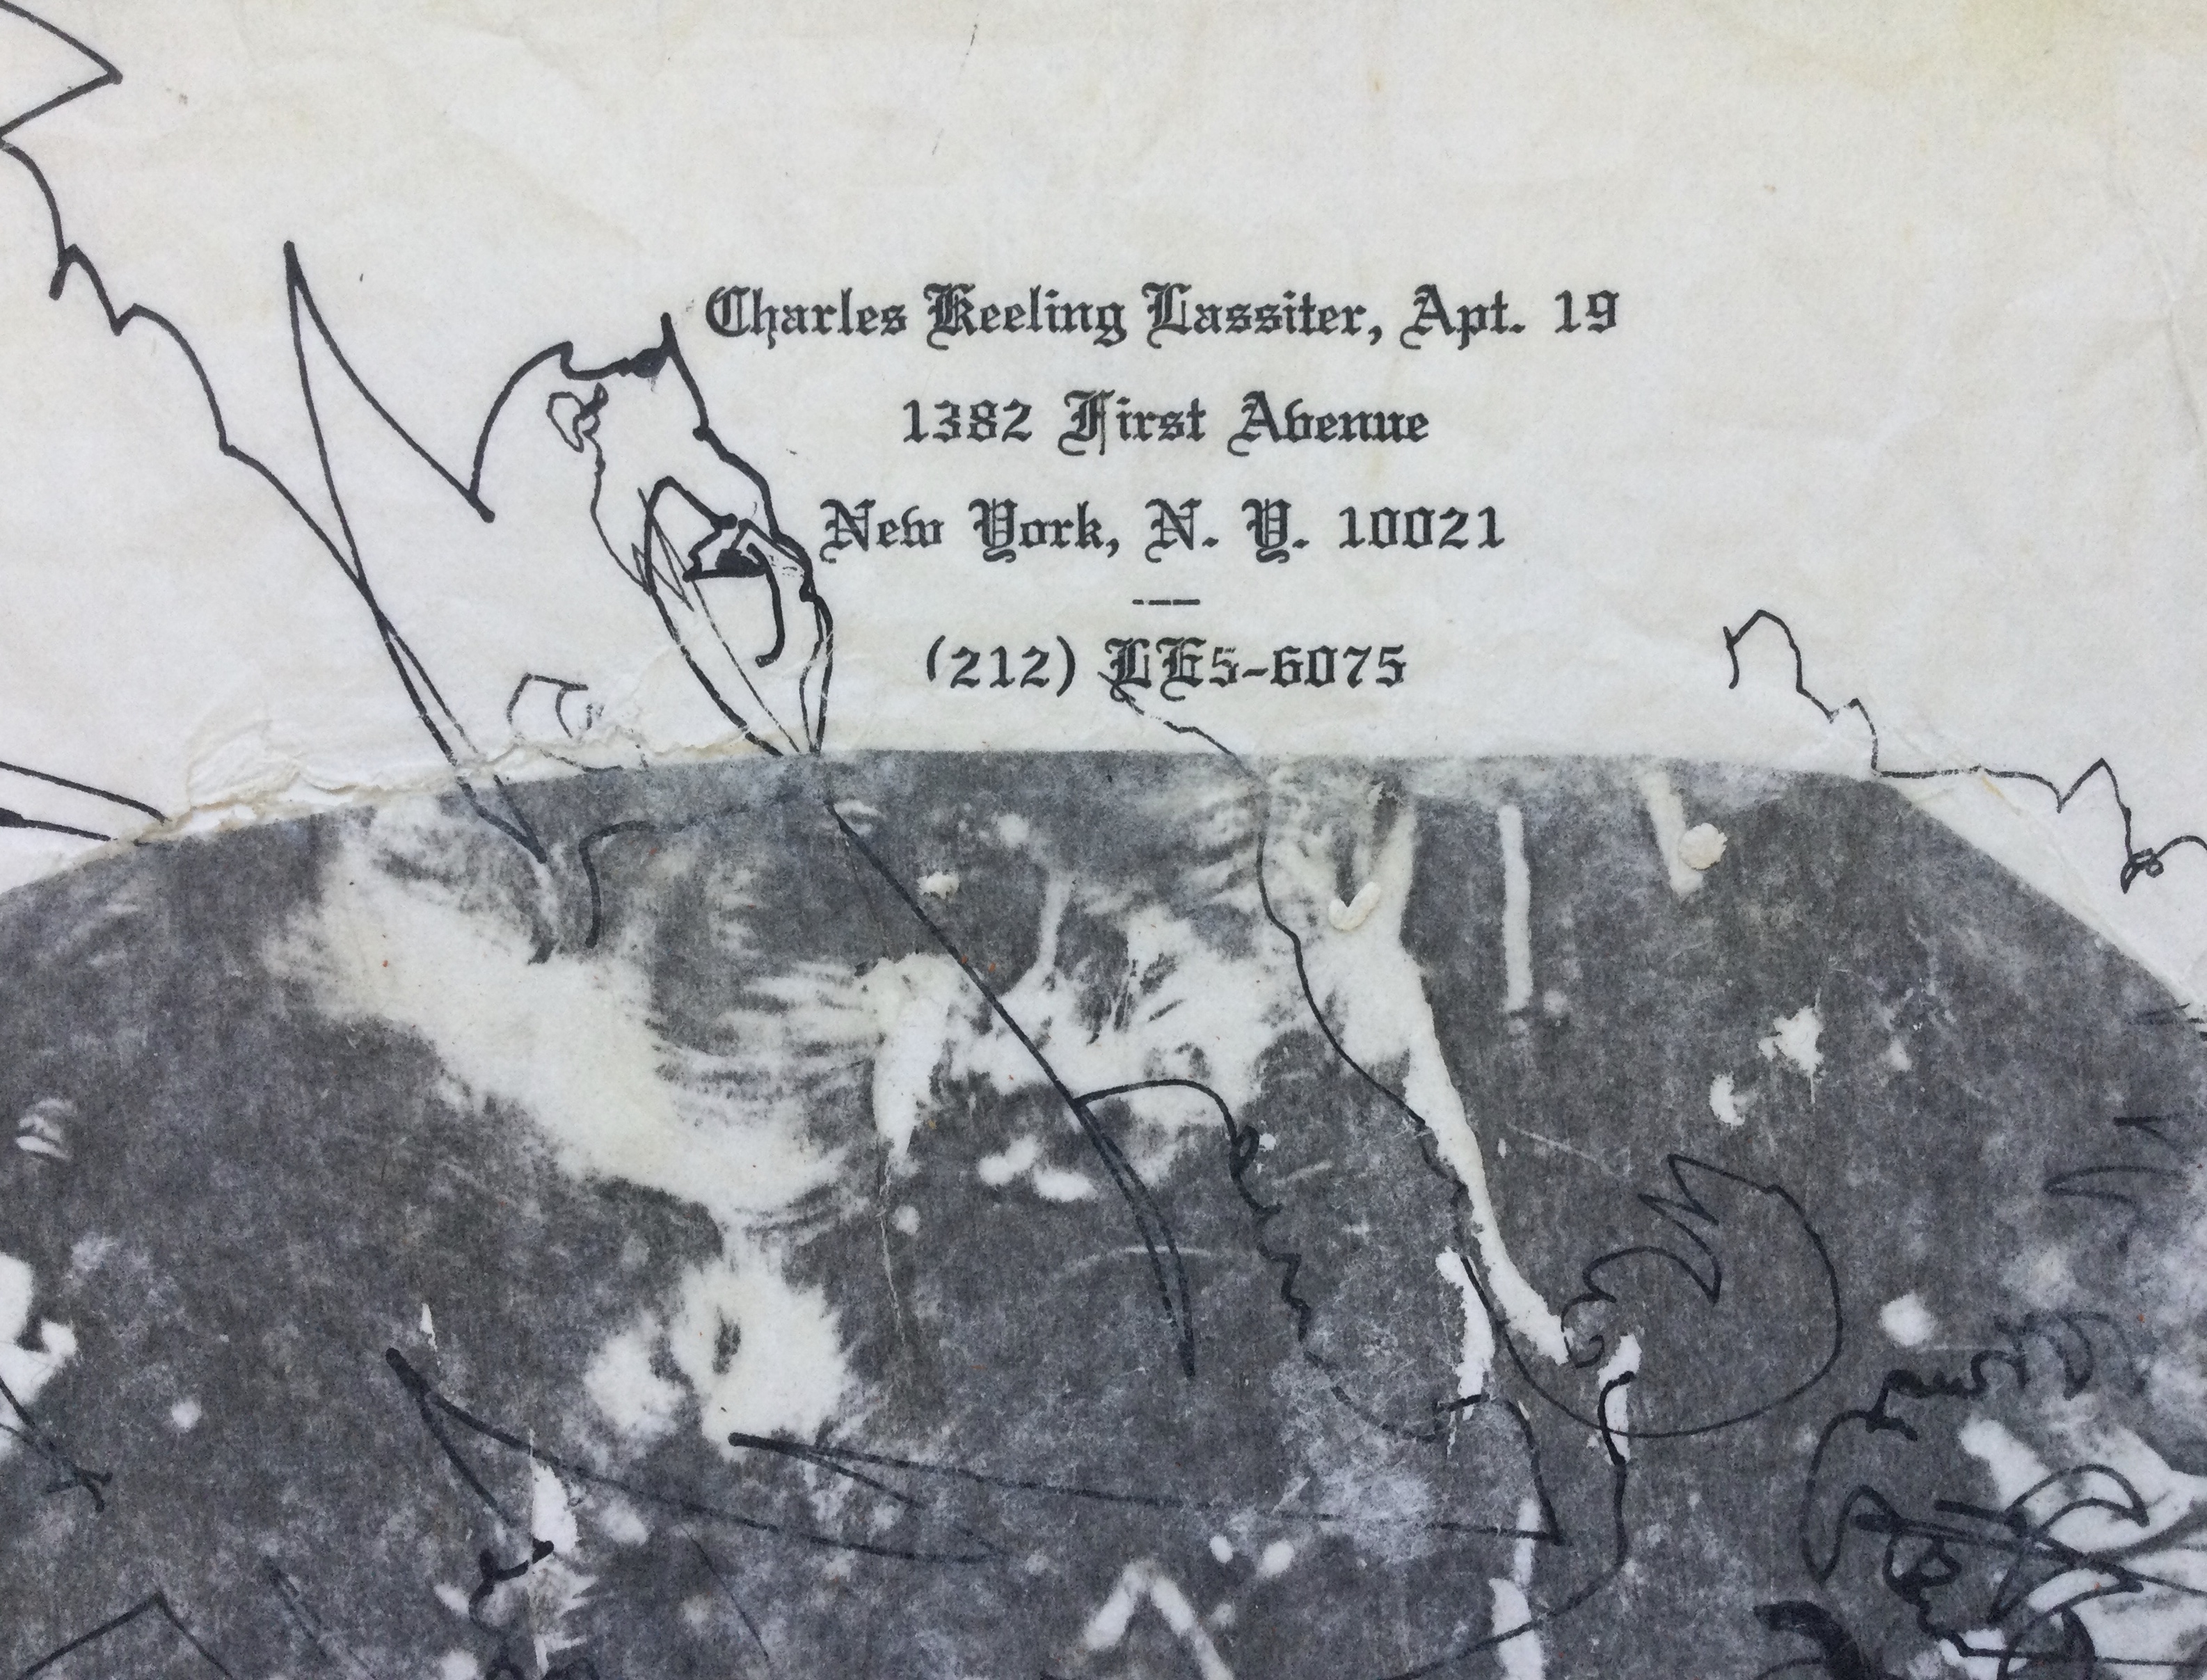 Charles Keeling Lassiter, Apt. 19
1382 First Avenue
New York, N. Y. 10021
—
(212) LE5-6075